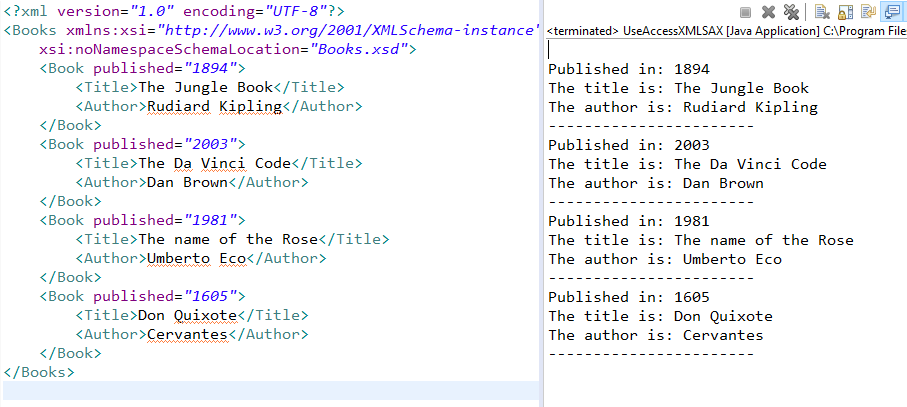 <?xml version="1.0" encoding="UTF-8"?>
<Books xmlns:xsi="http://www.w3.org/2001/XMLSchema-instance"
    xsi:noNamespaceSchemaLocation="Books.xsd">
    <Book published="1894">
        <Title>The Jungle Book</Title>
        <Author>Rudiard Kipling</Author>
    </Book>
    <Book published="2003">
        <Title>The Da Vinci Code</Title>
        <Author>Dan Brown</Author>
    </Book>
    <Book published="1981">
        <Title>The name of the Rose</Title>
        <Author>Umberto Eco</Author>
    </Book>
    <Book published="1605">
        <Title>Don Quixote</Title>
        <Author>Cervantes</Author>
    </Book>
</Books>
<terminated> UseAccessXMLSAX [Java Application] C:\Program Files
Published in: 1894
The title is: The Jungle Book
The author is: Rudiard Kipling
-----------------------
Published in: 2003
The title is: The Da Vinci Code
The author is: Dan Brown
-----------------------
Published in: 1981
The title is: The name of the Rose
The author is: Umberto Eco
-----------------------
Published in: 1605
The title is: Don Quixote
The author is: Cervantes
-----------------------